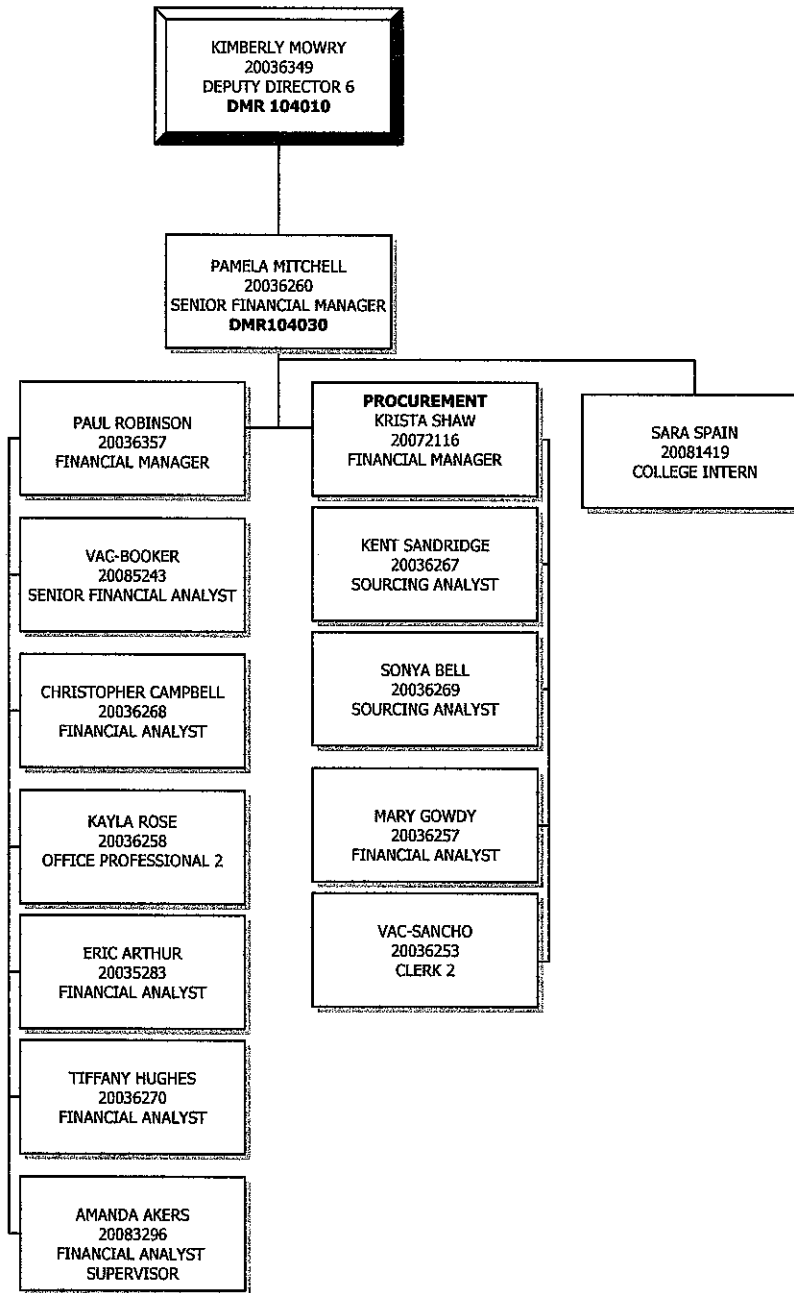 KIMBERLY MOWRY
20036349
DEPUTY DIRECTOR 6
DMR 104010
PAMELA MITCHELL
20036260
SENIOR FINANCIAL MANAGER
DMR104030
PAUL ROBINSON
20036357
FINANCIAL MANAGER
VAC-BOOKER
20085243
SENIOR FINANCIAL ANALYST
CHRISTOPHER CAMPBELL
20036268
FINANCIAL ANALYST
KAYLA ROSE
20036258
OFFICE PROFESSIONAL 2
ERIC ARTHUR
20035283
FINANCIAL ANALYST
TIFFANY HUGHES
20036270
FINANCIAL ANALYST
AMANDA AKERS
20083296
FINANCIAL ANALYST
SUPERVISOR
PROCUREMENT
KRISTA SHAW
20072116
FINANCIAL MANAGER
KENT SANDRIDGE
20036267
SOURCING ANALYST
SONYA BELL
20036269
SOURCING ANALYST
MARY GOWDY
20036257
FINANCIAL ANALYST
VAC-SANCHO
20036253
CLERK 2
SARA SPAIN
20081419
COLLEGE INTERN